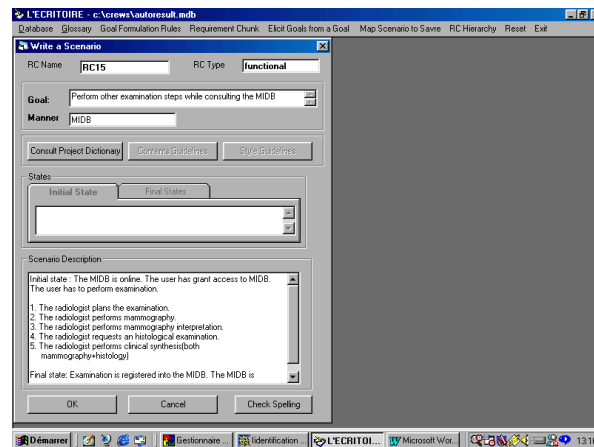 L'ECRITOIRE - c:\crews\autoresult.mdb
Database Glossary Goal Formulation Rules Requirement Chunk Elicit Goals from a Goal Map Scenario to Savre RC Hierarchy Reset Exit
Write a Scenario
RC Name RC15 RC Type functional
Goal: Perform other examination steps while consulting the MIDB
Manner MIDB
Consult Project Dictionary Contents Guidelines Style Guidelines
States
Initial State Final States
Scenario Description
Initial state : The MIDB is online. The user has grant access to MIDB.
The user has to perform examination.
1. The radiologist plans the examination.
2. The radiologist performs mammography.
3. The radiologist performs mammography interpretation.
4. The radiologist requests an histological examination.
5. The radiologist performs clinical synthesis(both
mammography+histology)
Final state: Examination is registered into the MIDB. The MIDB is
OK Cancel Check Spelling
Démarrer Gestionnaire ... Iidentification ... L'ECRITOI... Microsoft Wor...